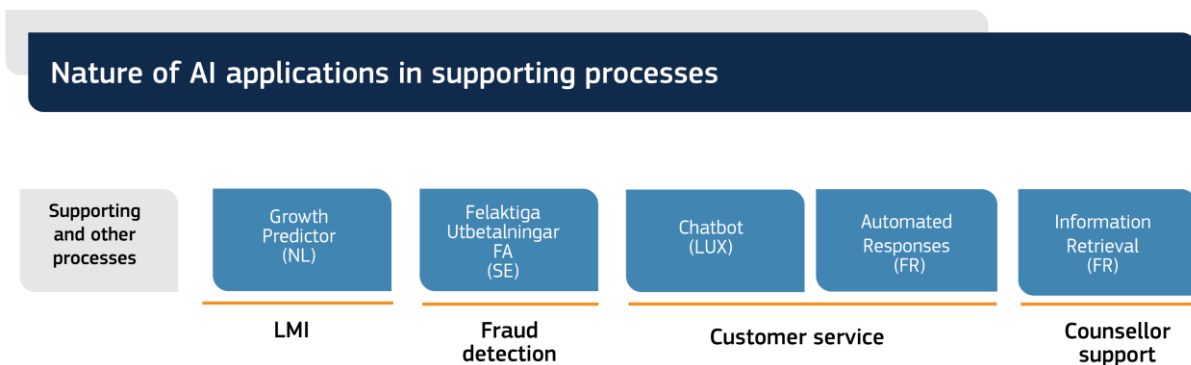 Nature of AI applications in supporting processes
Supporting
and other
processes
Growth
Predictor
(NL)
Felaktiga
Utbetalningar
FA
(SE)
Chatbot
(LUX)
Automated
Responses
(FR)
Information
Retrieval
(FR)
LMI
Fraud
detection
Customer service
Counsellor
support